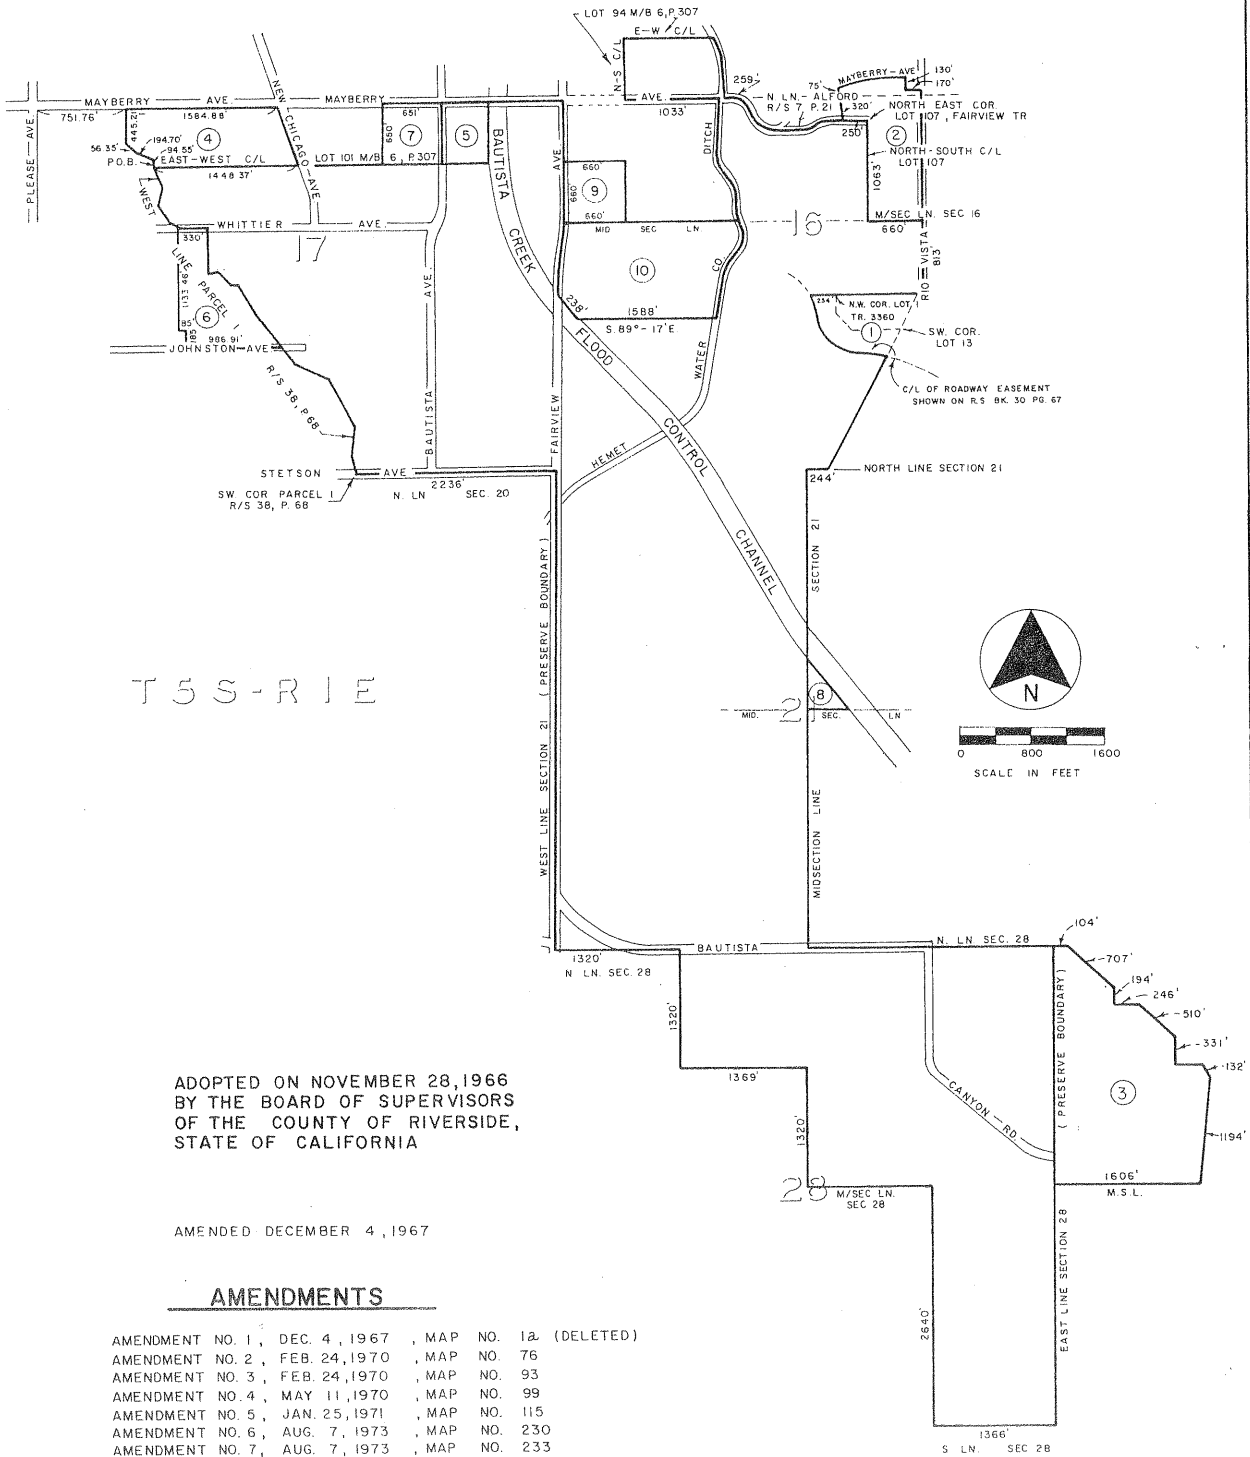 LOT 94 M/B 6, P.307
E-W C/L
N-S C/L
259'
75'
MAYBERRY-AVE
130'
170'
N LN- ALFORD
R/S 7, P. 21
320'
250'
NORTH EAST COR.
LOT 107, FAIRVIEW TR
2
NORTH-SOUTH C/L
LOT 107
1063'
M/SEC LN. SEC 16
660'
RIO-VISTA
813'
MAYBERRY AVE.
MAYBERRY
AVE.
1033'
751.76'
1584.88'
445.21'
PLEASE-AVE
NEW-CHICAGO-AVE
4
194.70'
94.55'
56.35'
P.O.B.
EAST-WEST C/L
1448.37'
LOT 101 M/B 6, P.307
651'
650'
7
5
BAUTISTA
CREEK
FLOOD
CONTROL
CHANNEL
AVE
660'
660'
660'
9
MID SEC LN.
DITCH
16
WEST
WHITTIER AVE.
330'
17
LINE PARCEL 1
1133.46'
6
85'
185'
986.91'
JOHNSTON-AVE.
R/S 38, P. 68
BAUTISTA AVE.
FAIRVIEW
10
238'
1588'
S. 89°- 17'E
CO.
WATER
HEMET
234'
N.W. COR. LOT 1
TR. 3360
1
SW. COR.
LOT 13
C/L OF ROADWAY EASEMENT
SHOWN ON R.S BK. 30 PG. 67
NORTH LINE SECTION 21
244'
STETSON AVE
2236'
SW. COR PARCEL 1
R/S 38, P. 68
N. LN SEC. 20
WEST LINE SECTION 21 (PRESERVE BOUNDARY)
MIDSECTION LINE SECTION 21
T5S-R1E
8
MID. 21 SEC. LN
N
0 800 1600
SCALE IN FEET
1320'
N LN. SEC. 28
BAUTISTA
N. LN SEC. 28
104'
707'
194'
246'
510'
331'
132'
1194'
3
1606'
M.S.L.
(PRESERVE BOUNDARY)
CANYON-RD
1320'
1369'
1320'
28
M/SEC LN.
SEC 28
2640'
EAST LINE SECTION 28
1366'
S LN. SEC 28
ADOPTED ON NOVEMBER 28, 1966
BY THE BOARD OF SUPERVISORS
OF THE COUNTY OF RIVERSIDE,
STATE OF CALIFORNIA
AMENDED DECEMBER 4, 1967
AMENDMENTS
AMENDMENT NO. 1, DEC. 4, 1967, MAP NO. 1a (DELETED)
AMENDMENT NO. 2, FEB. 24, 1970, MAP NO. 76
AMENDMENT NO. 3, FEB. 24, 1970, MAP NO. 93
AMENDMENT NO. 4, MAY 11, 1970, MAP NO. 99
AMENDMENT NO. 5, JAN. 25, 1971, MAP NO. 115
AMENDMENT NO. 6, AUG. 7, 1973, MAP NO. 230
AMENDMENT NO. 7, AUG. 7, 1973, MAP NO. 233